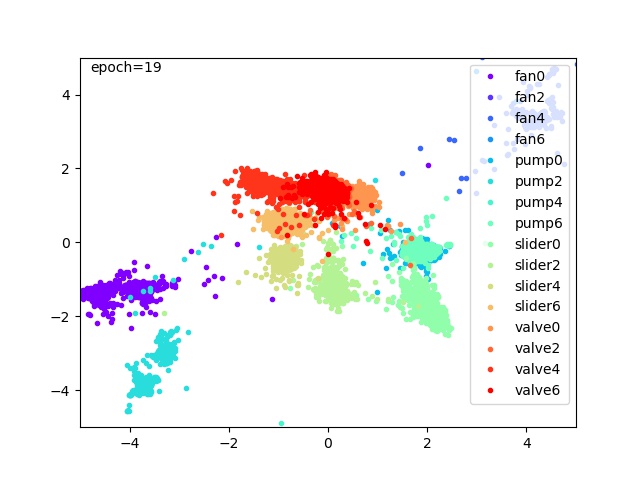 epoch=19
4
2
0
−2
−4
−4
−2
0
2
4
fan0
fan2
fan4
fan6
pump0
pump2
pump4
pump6
slider0
slider2
slider4
slider6
valve0
valve2
valve4
valve6